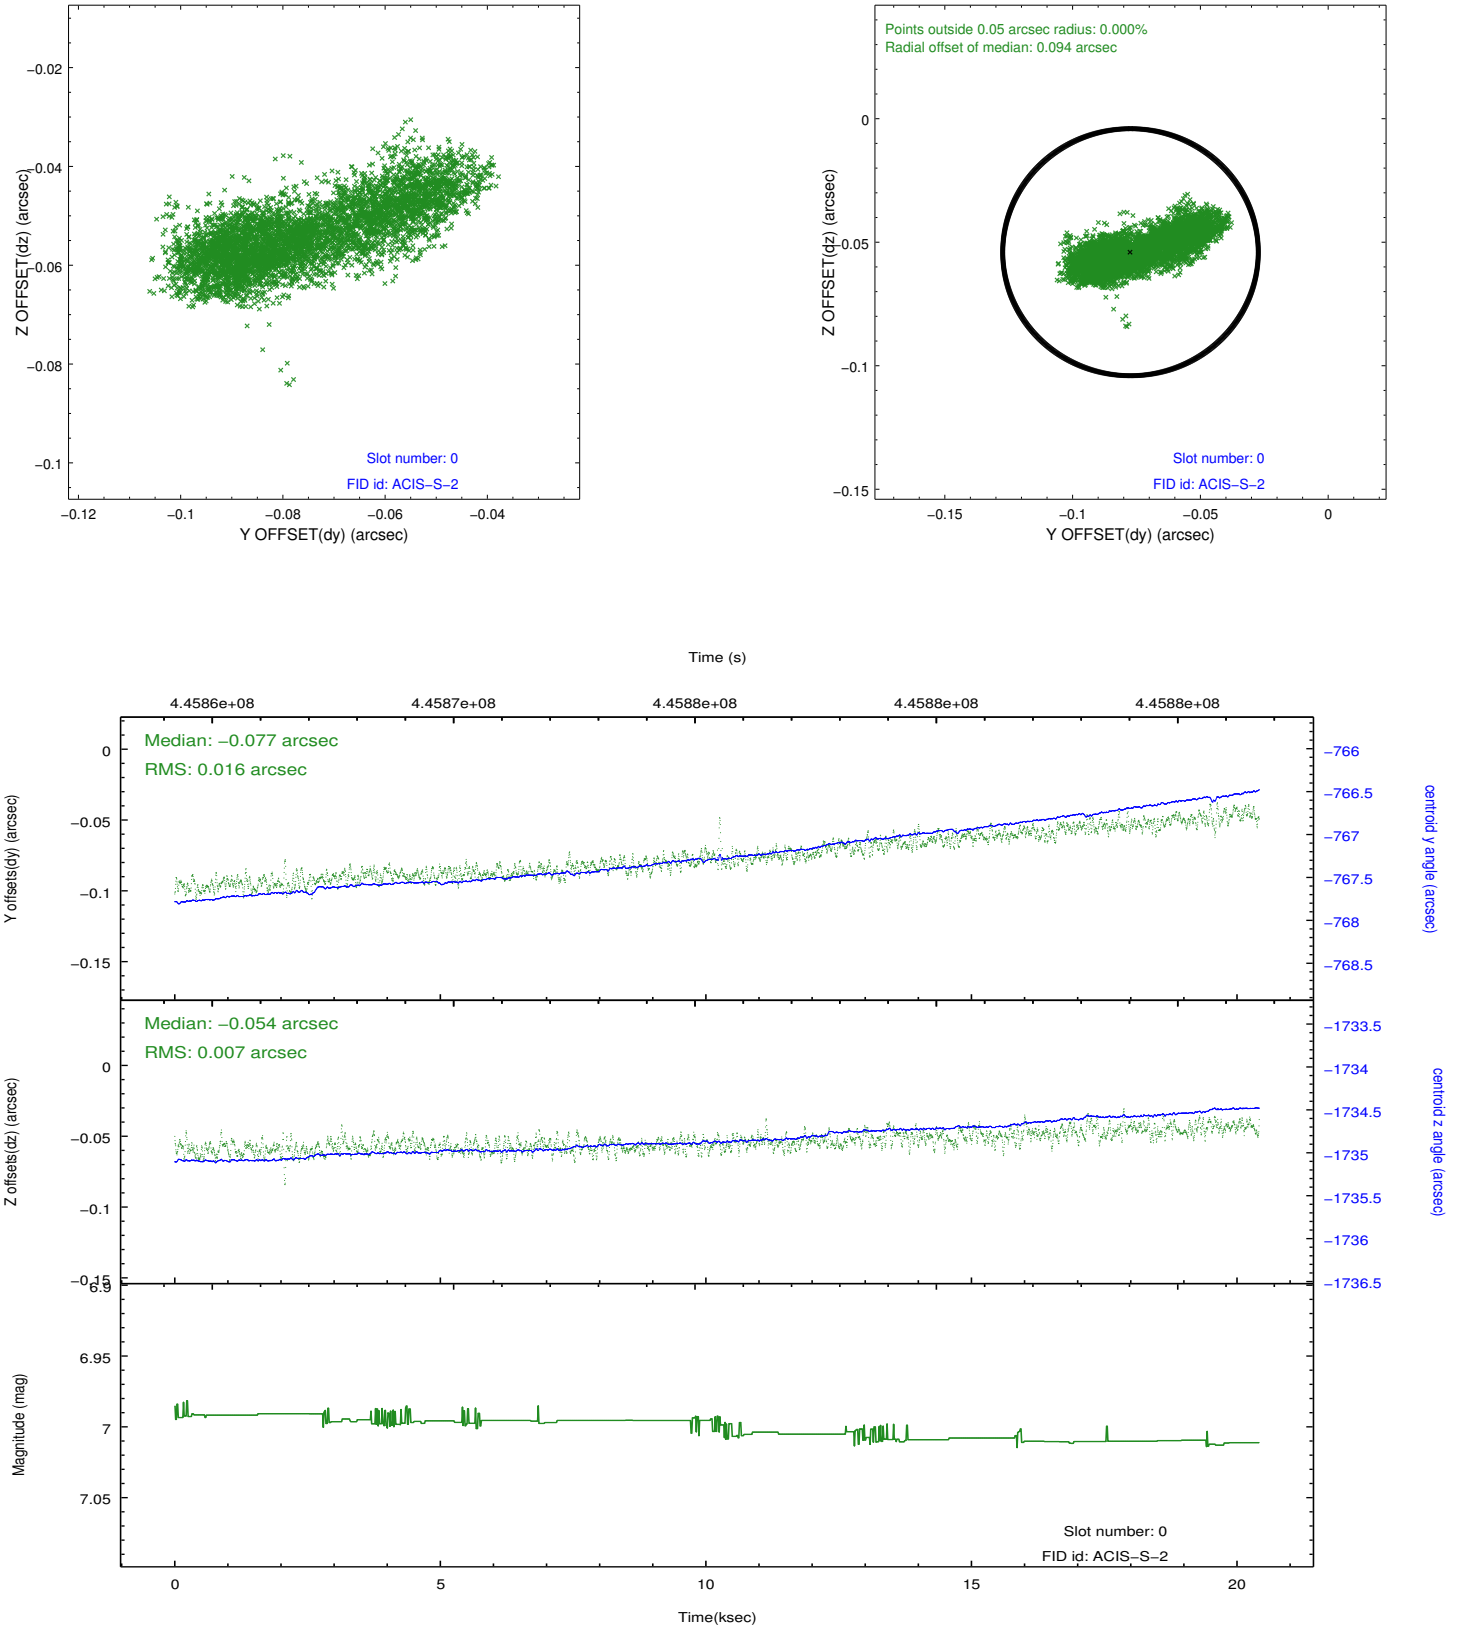 −0.02
−0.04
−0.06
−0.08
−0.1
Z OFFSET(dz) (arcsec)
Slot number: 0
FID id: ACIS−S−2
−0.12 −0.1 −0.08 −0.06 −0.04
Y OFFSET(dy) (arcsec)
Points outside 0.05 arcsec radius: 0.000%
Radial offset of median: 0.094 arcsec
0
−0.05
−0.1
−0.15
Z OFFSET(dz) (arcsec)
Slot number: 0
FID id: ACIS−S−2
−0.15 −0.1 −0.05 0
Y OFFSET(dy) (arcsec)
Time (s)
4.4586e+08 4.4587e+08 4.4588e+08 4.4588e+08 4.4588e+08
Median: −0.077 arcsec
RMS: 0.016 arcsec
0
−0.05
−0.1
−0.15
Y offsets(dy) (arcsec)
−766
−766.5
−767
−767.5
−768
−768.5
centroid y angle (arcsec)
Median: −0.054 arcsec
RMS: 0.007 arcsec
0
−0.05
−0.1
−0.15
Z offsets(dz) (arcsec)
−1733.5
−1734
−1734.5
−1735
−1735.5
−1736
−1736.5
centroid z angle (arcsec)
6.9
6.95
7
7.05
Magnitude (mag)
Slot number: 0
FID id: ACIS−S−2
0 5 10 15 20
Time(ksec)